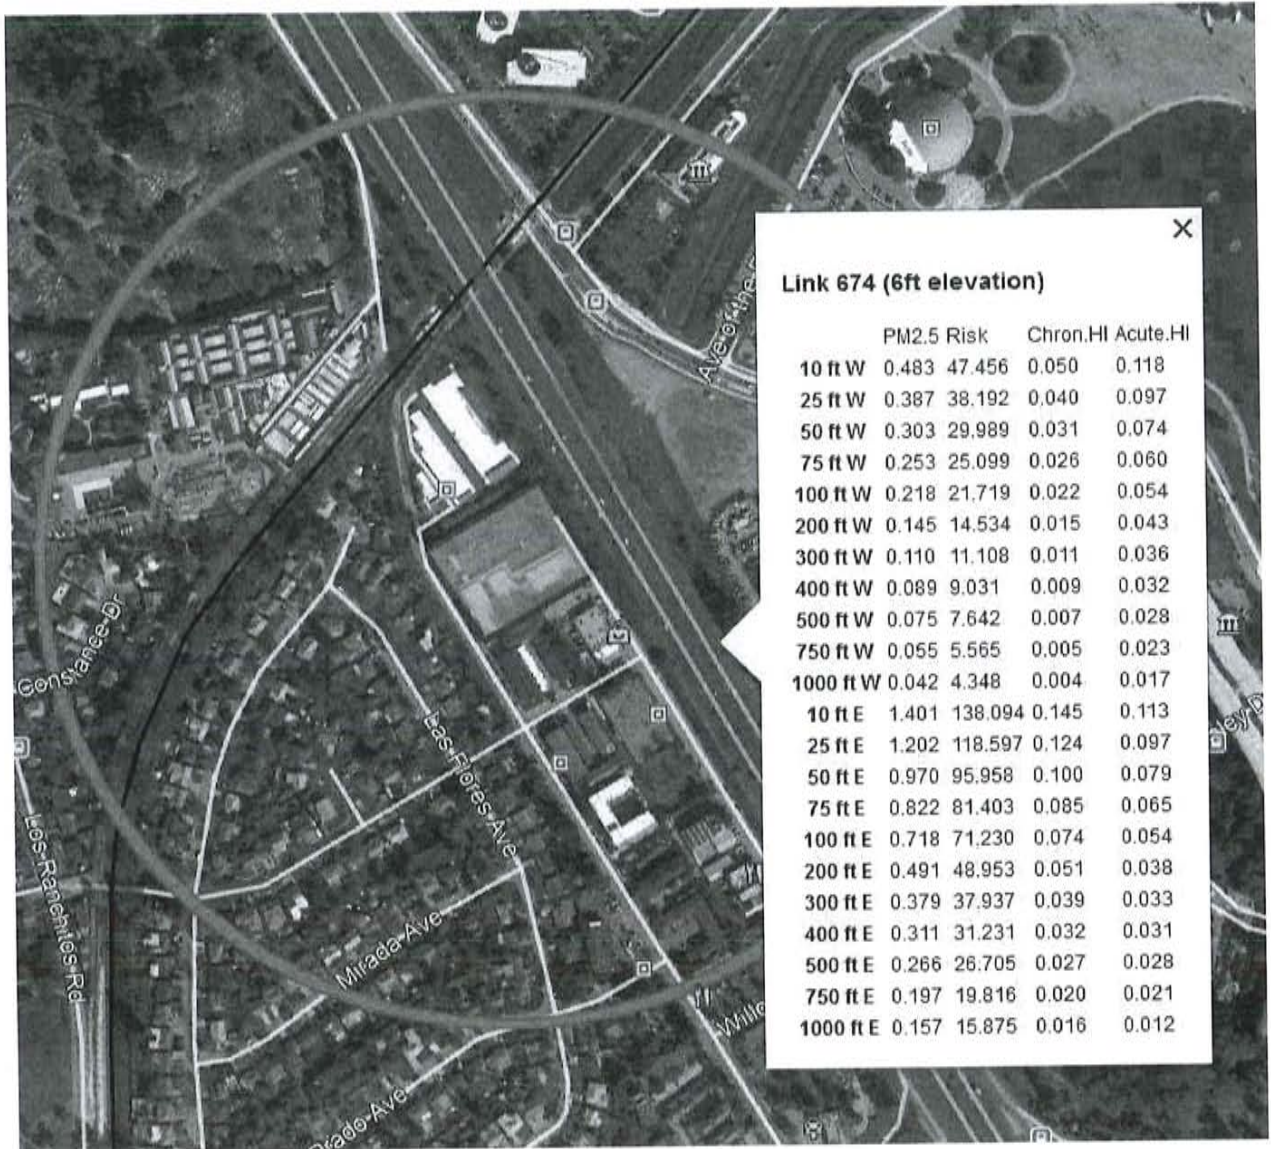 Ave of the
Constance Dr
Las Flores Ave
Los Ranchitos Rd
Mirada Ave
Prado Ave
Link 674 (6ft elevation)
PM2.5 Risk Chron.HI Acute.HI
10 ft W 0.483 47.456 0.050 0.118
25 ft W 0.387 38.192 0.040 0.097
50 ft W 0.303 29.989 0.031 0.074
75 ft W 0.253 25.099 0.026 0.060
100 ft W 0.218 21.719 0.022 0.054
200 ft W 0.145 14.534 0.015 0.043
300 ft W 0.110 11.108 0.011 0.036
400 ft W 0.089 9.031 0.009 0.032
500 ft W 0.075 7.642 0.007 0.028
750 ft W 0.055 5.565 0.005 0.023
1000 ft W 0.042 4.348 0.004 0.017
10 ft E 1.401 138.094 0.145 0.113
25 ft E 1.202 118.597 0.124 0.097
50 ft E 0.970 95.958 0.100 0.079
75 ft E 0.822 81.403 0.085 0.065
100 ft E 0.718 71.230 0.074 0.054
200 ft E 0.491 48.953 0.051 0.038
300 ft E 0.379 37.937 0.039 0.033
400 ft E 0.311 31.231 0.032 0.031
500 ft E 0.266 26.705 0.027 0.028
750 ft E 0.197 19.816 0.020 0.021
1000 ft E 0.157 15.875 0.016 0.012